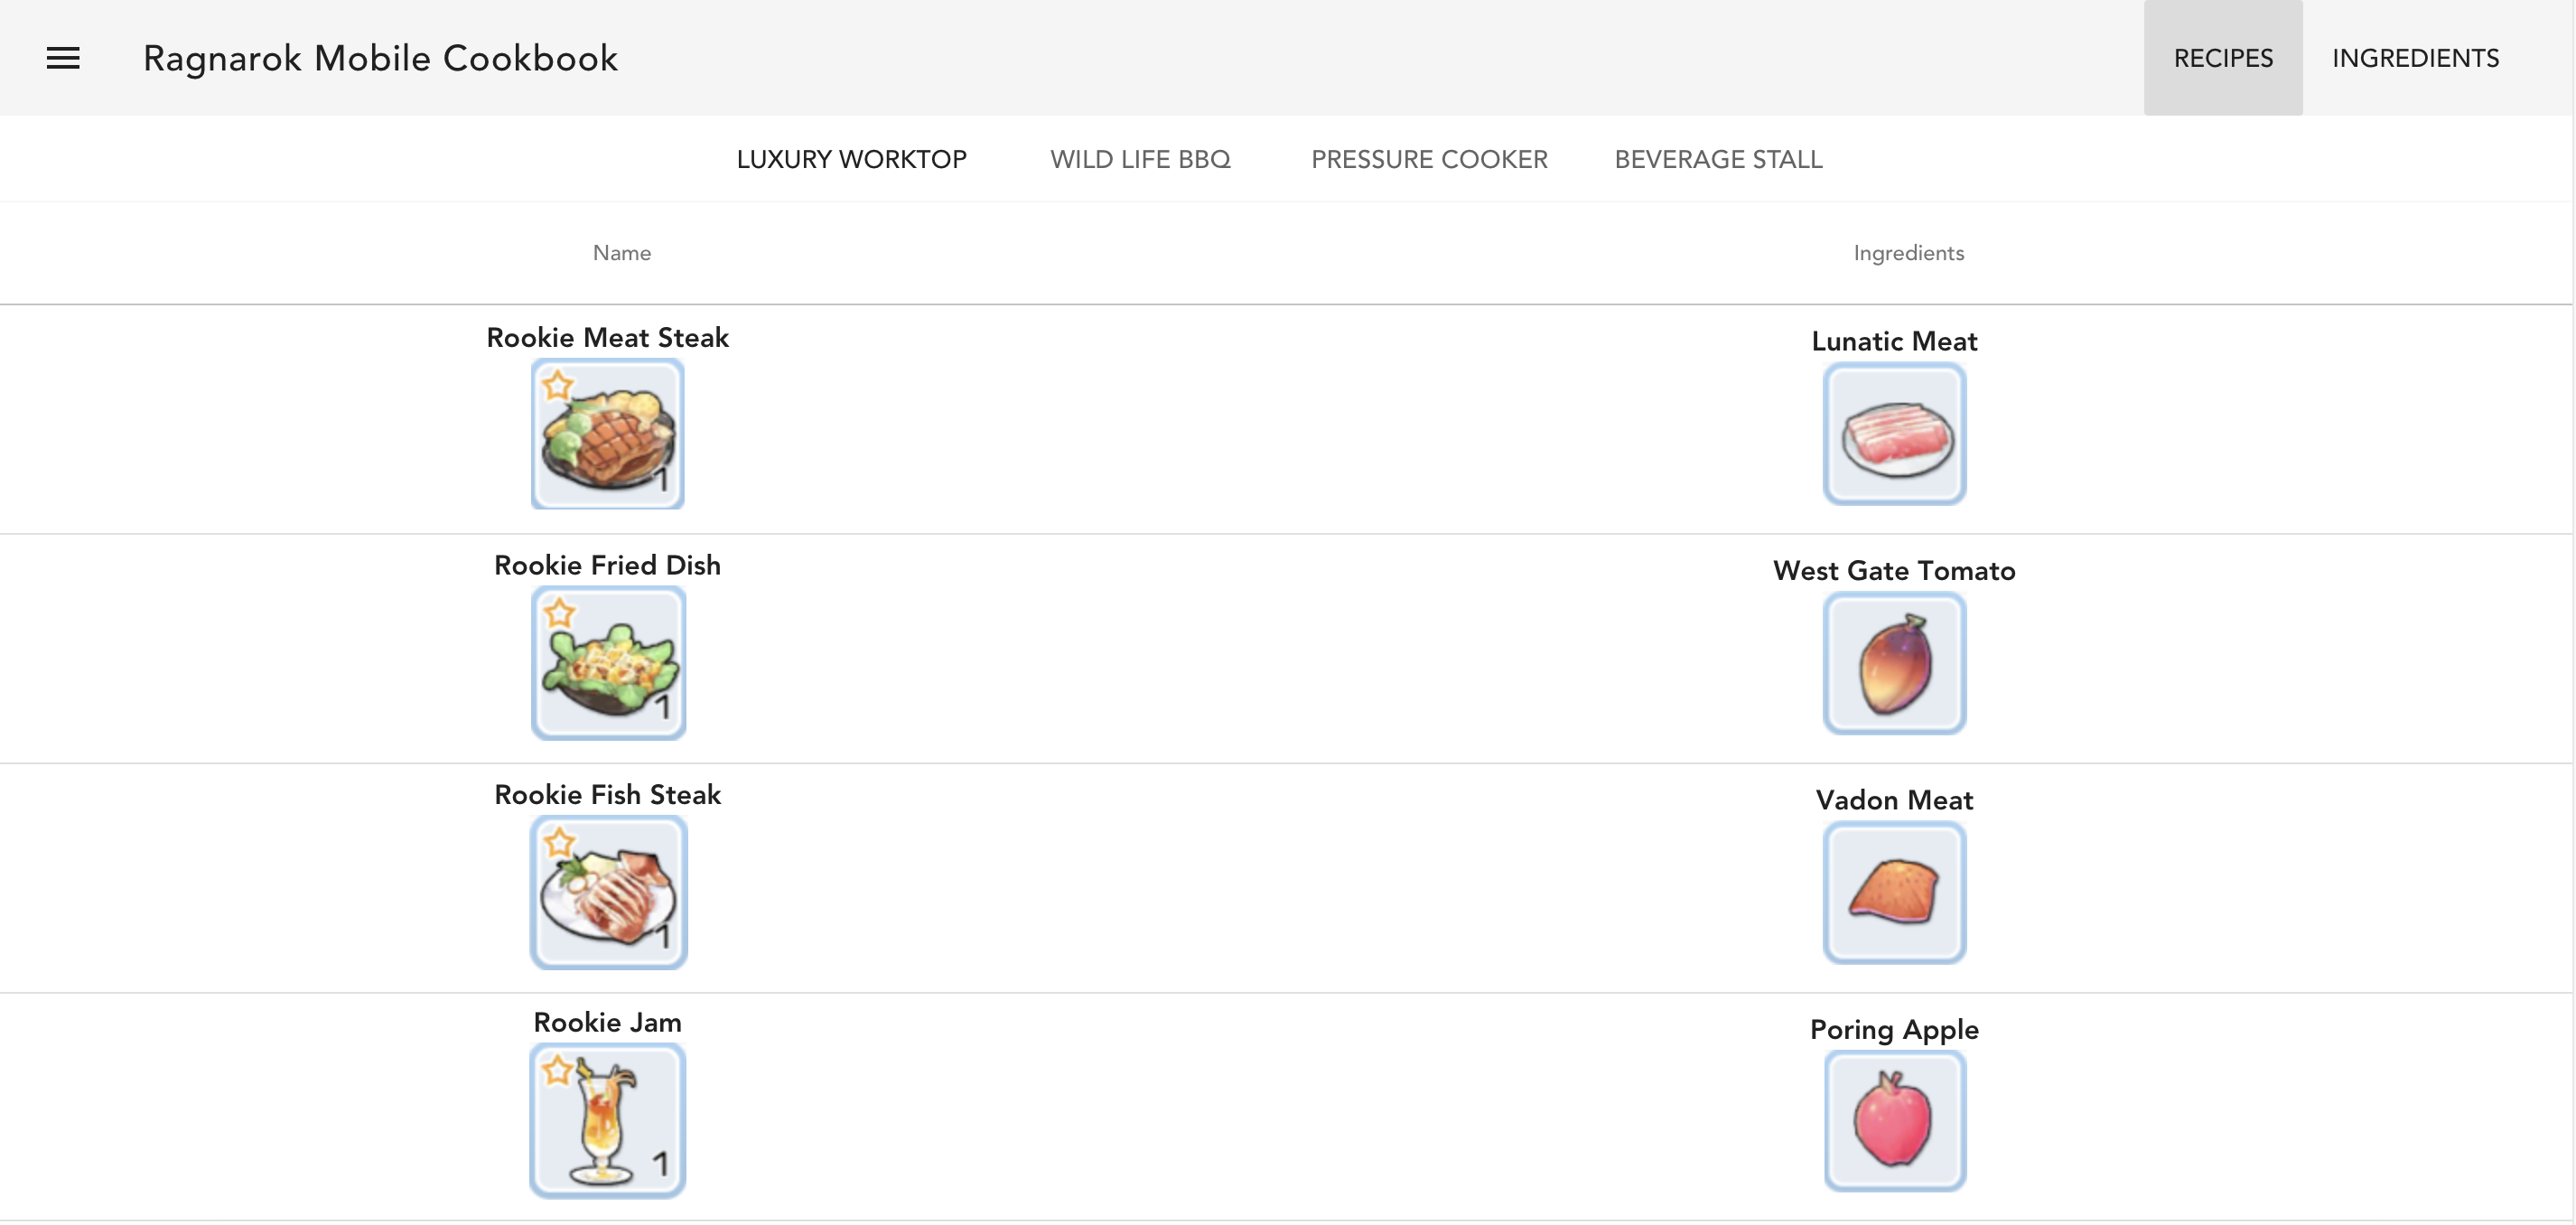 Ragnarok Mobile Cookbook
RECIPES
INGREDIENTS
LUXURY WORKTOP
WILD LIFE BBQ
PRESSURE COOKER
BEVERAGE STALL
Name
Ingredients
Rookie Meat Steak
1
Lunatic Meat
Rookie Fried Dish
1
West Gate Tomato
Rookie Fish Steak
1
Vadon Meat
Rookie Jam
1
Poring Apple